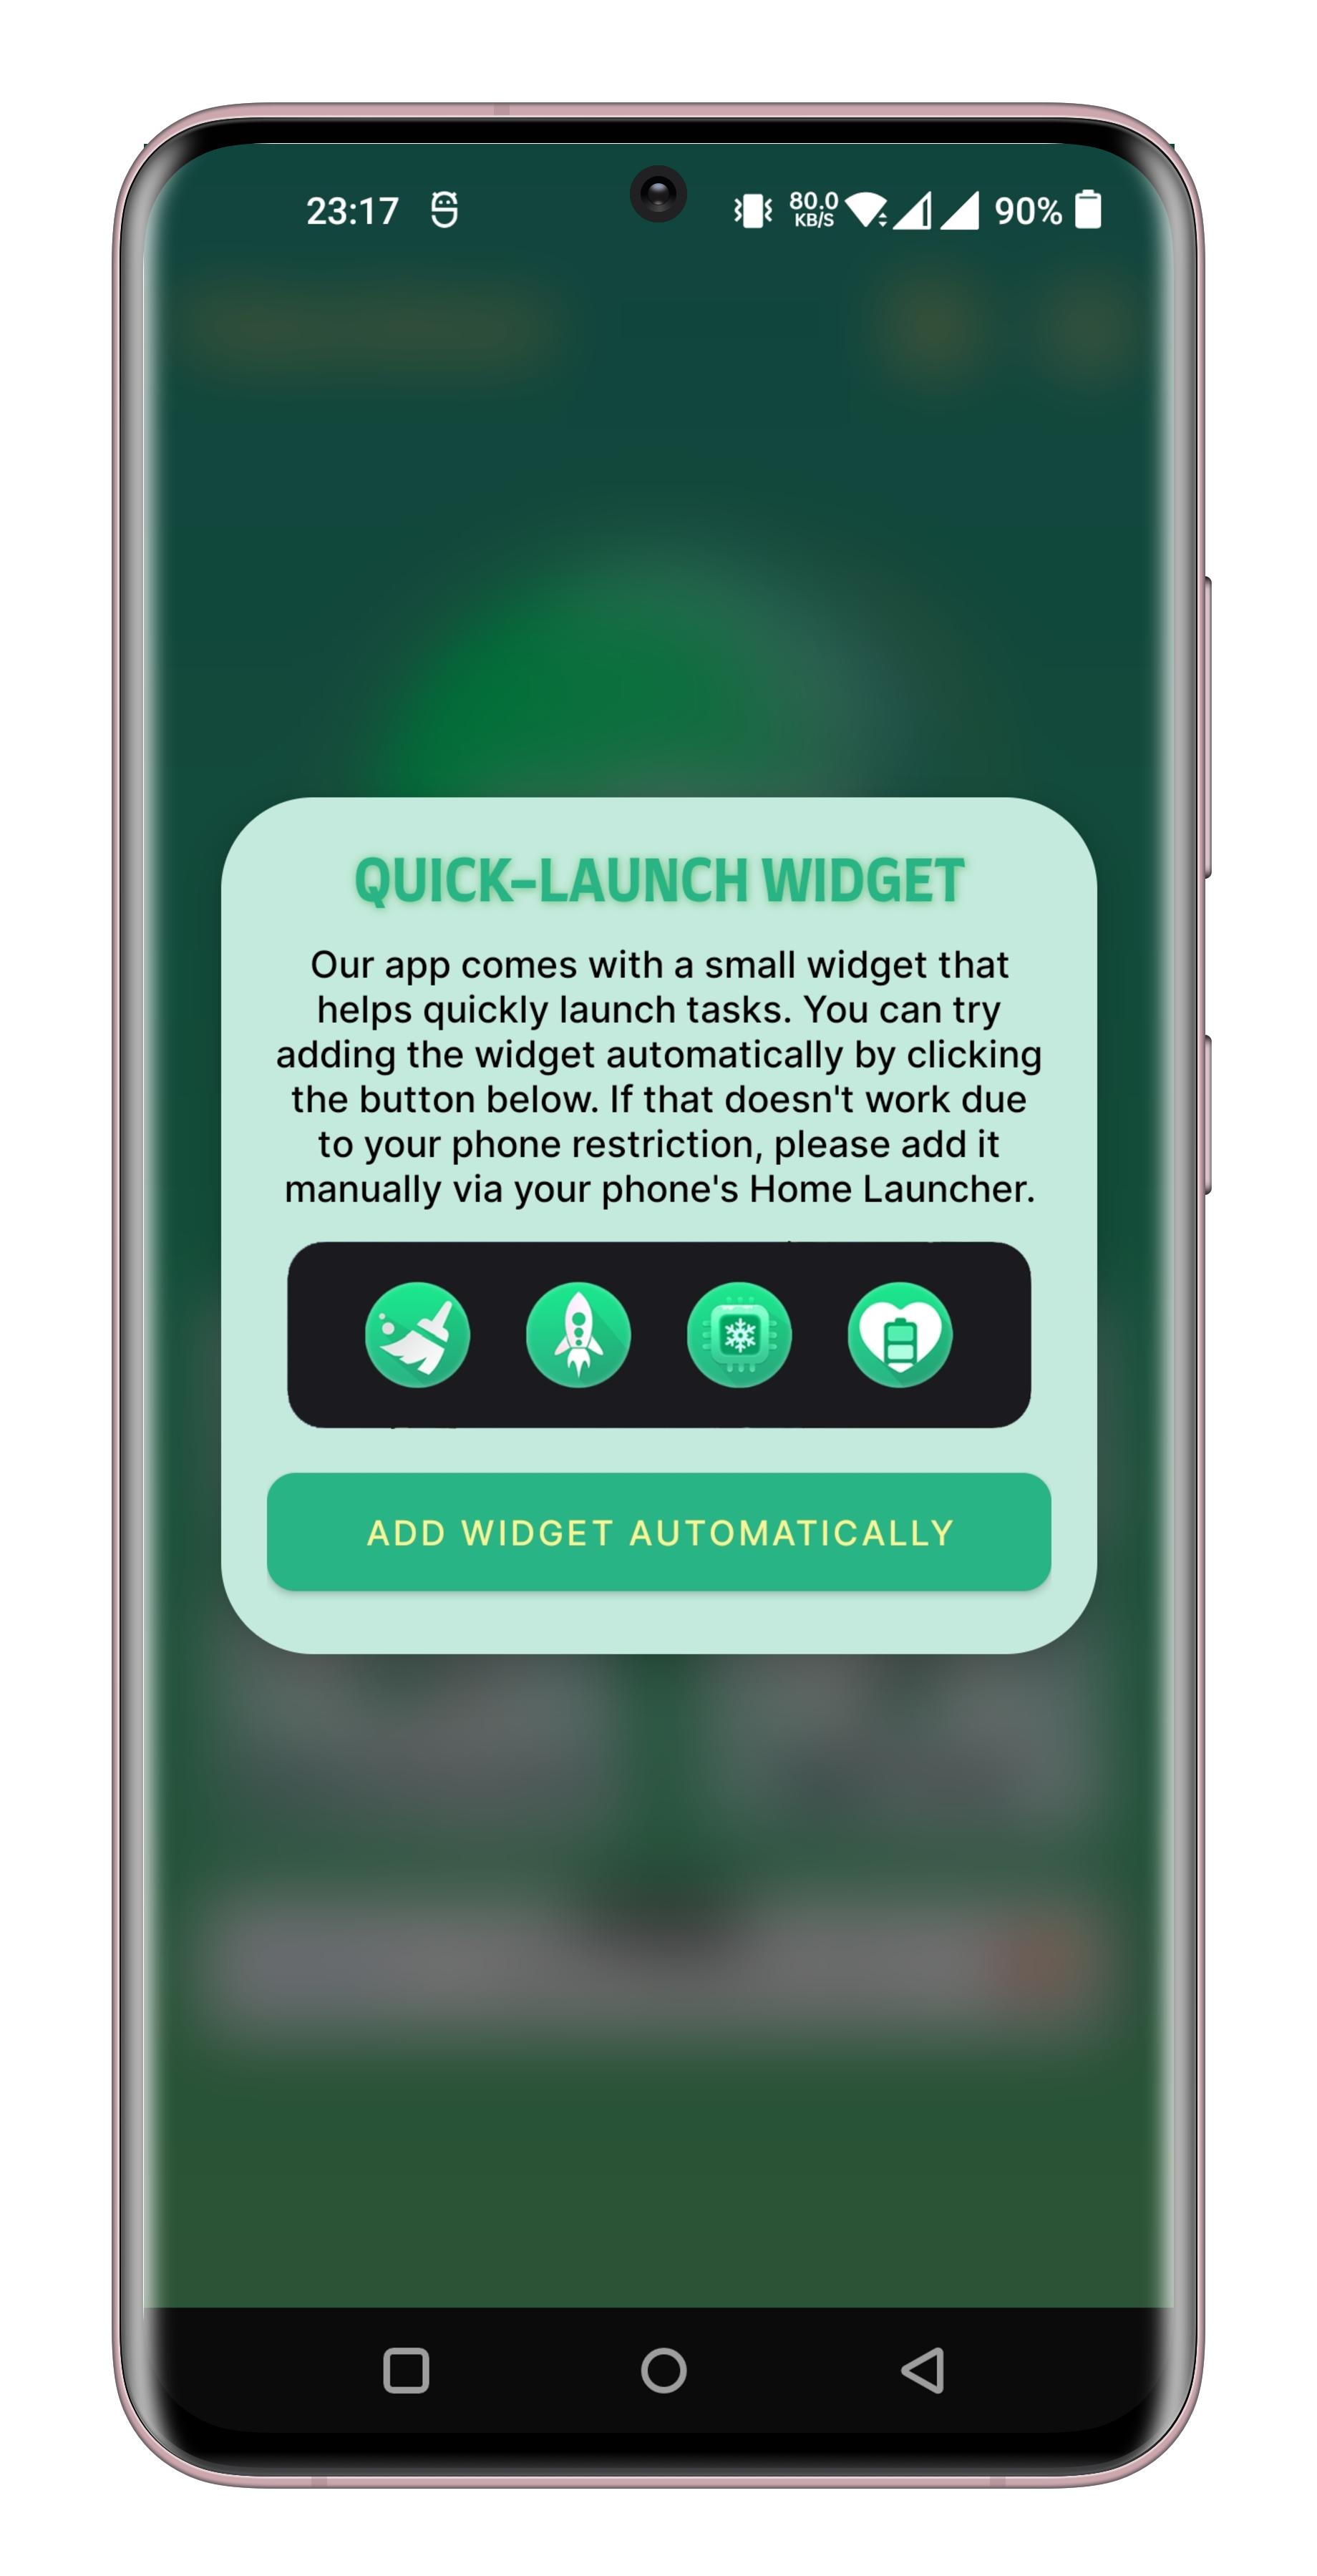 23:17 80.0 KB/S 90%
QUICK–LAUNCH WIDGET
Our app comes with a small widget that
helps quickly launch tasks. You can try
adding the widget automatically by clicking
the button below. If that doesn't work due
to your phone restriction, please add it
manually via your phone's Home Launcher.
ADD WIDGET AUTOMATICALLY